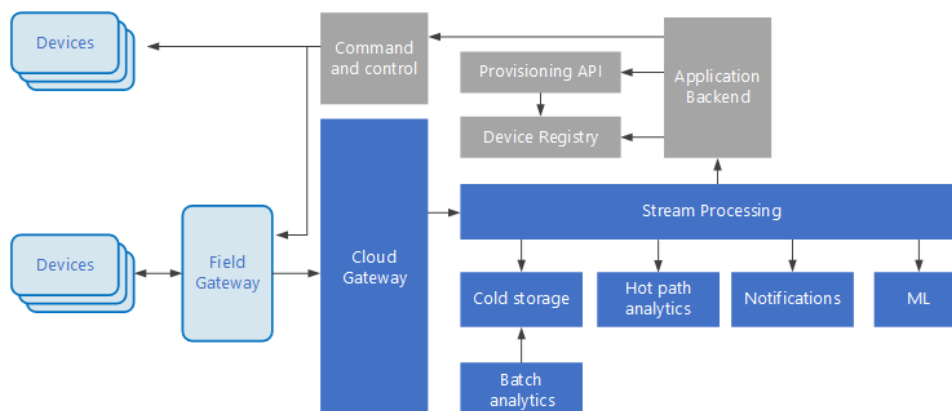 Devices
Command
and control
Provisioning API
Application
Backend
Device Registry
Stream Processing
Devices
Field
Gateway
Cloud
Gateway
Cold storage
Hot path
analytics
Notifications
ML
Batch
analytics